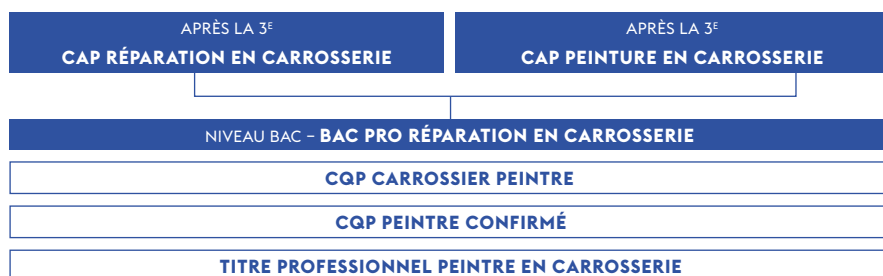 APRÈS LA 3E
CAP RÉPARATION EN CARROSSERIE
APRÈS LA 3E
CAP PEINTURE EN CARROSSERIE
NIVEAU BAC – BAC PRO RÉPARATION EN CARROSSERIE
CQP CARROSSIER PEINTRE
CQP PEINTRE CONFIRMÉ
TITRE PROFESSIONNEL PEINTRE EN CARROSSERIE